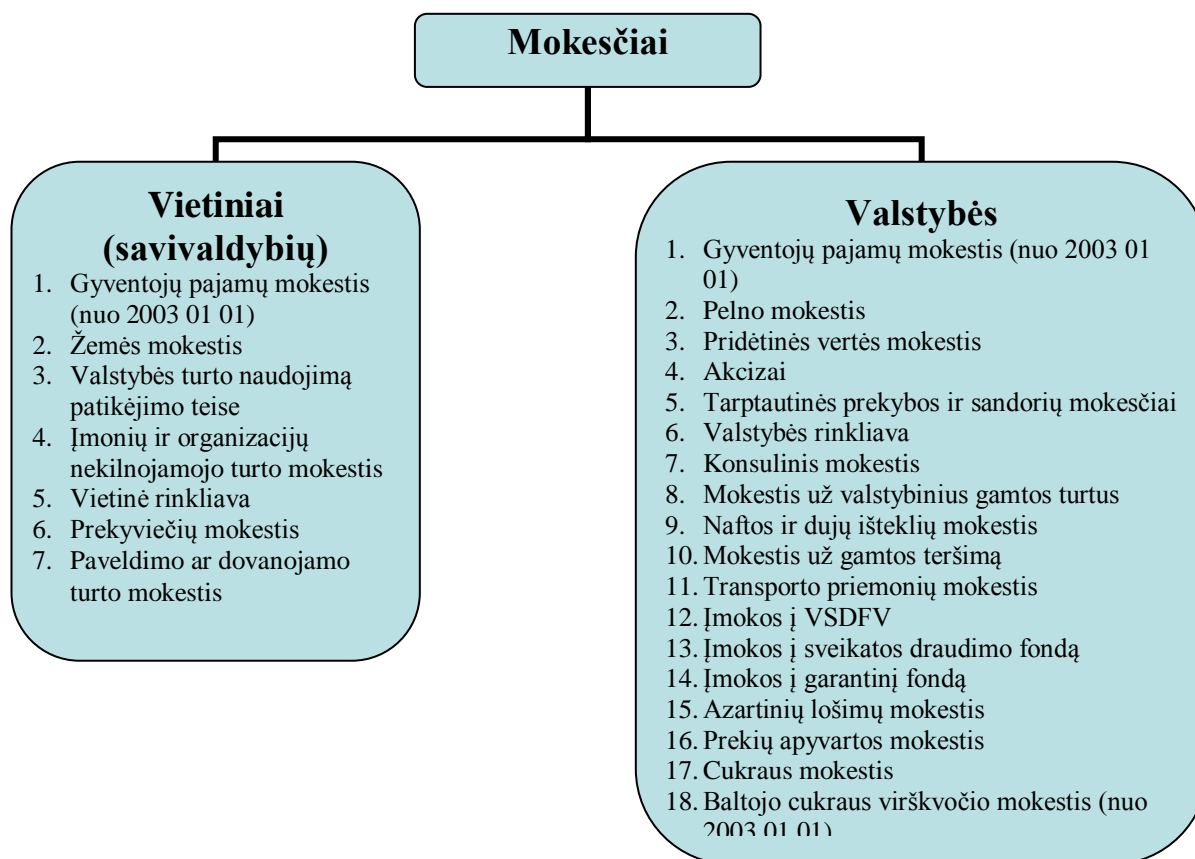 Mokesčiai
Vietiniai
(savivaldybių)
1. Gyventojų pajamų mokestis
(nuo 2003 01 01)
2. Žemės mokestis
3. Valstybės turto naudojimą
patikėjimo teise
4. Įmonių ir organizacijų
nekilnojamojo turto mokestis
5. Vietinė rinkliava
6. Prekyviečių mokestis
7. Paveldimo ar dovanojamo
turto mokestis
Valstybės
1. Gyventojų pajamų mokestis (nuo 2003 01
01)
2. Pelno mokestis
3. Pridėtinės vertės mokestis
4. Akcizai
5. Tarptautinės prekybos ir sandorių mokesčiai
6. Valstybės rinkliava
7. Konsulinis mokestis
8. Mokestis už valstybinius gamtos turtus
9. Naftos ir dujų išteklių mokestis
10. Mokestis už gamtos teršimą
11. Transporto priemonių mokestis
12. Įmokos į VSDFV
13. Įmokos į sveikatos draudimo fondą
14. Įmokos į garantinį fondą
15. Azartinių lošimų mokestis
16. Prekių apyvartos mokestis
17. Cukraus mokestis
18. Baltojo cukraus virškvočio mokestis (nuo
2003 01 01)